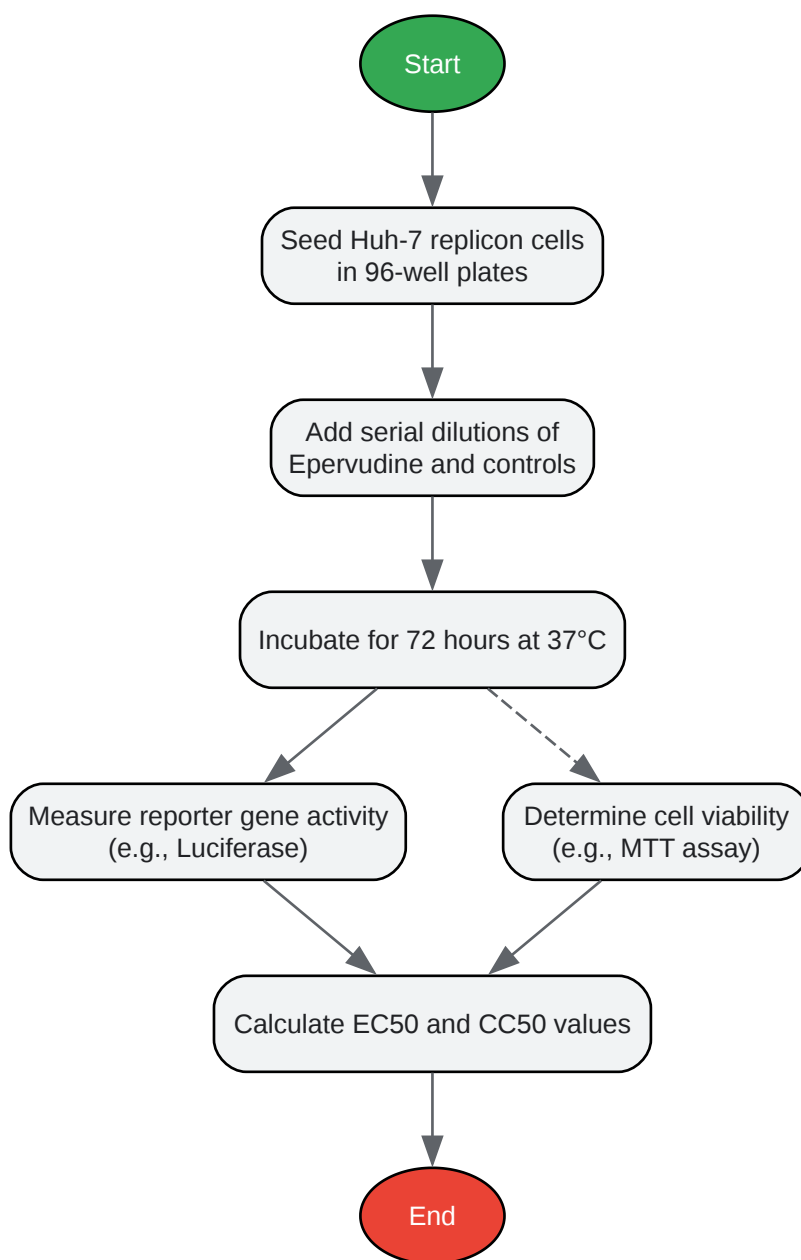 Start
Seed Huh-7 replicon cells
in 96-well plates
Add serial dilutions of
Epervudine and controls
Incubate for 72 hours at 37°C
Measure reporter gene activity
(e.g., Luciferase)
Determine cell viability
(e.g., MTT assay)
Calculate EC50 and CC50 values
End